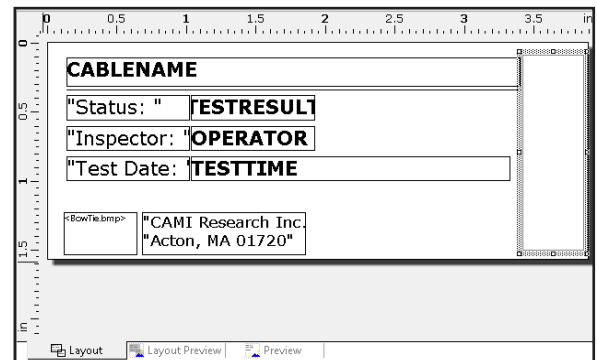 0 0.5 1 1.5 2 2.5 3 3.5 in
0
0.5
1
1.5
in
CABLENAME
"Status: " TESTRESULT
"Inspector: " OPERATOR
"Test Date: " TESTTIME
<BowTie.bmp>
"CAMI Research Inc.
"Acton, MA 01720"
Layout Layout Preview Preview